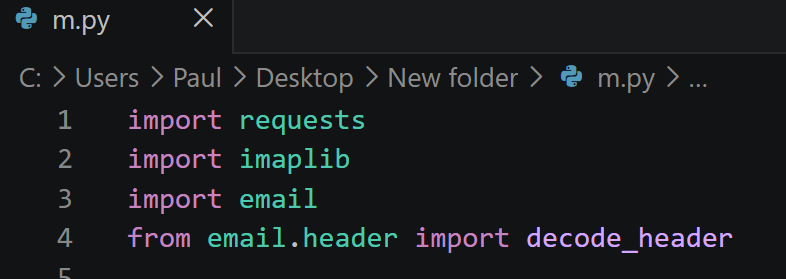 m.py
C: > Users > Paul > Desktop > New folder > m.py > ...
1 import requests
2 import imaplib
3 import email
4 from email.header import decode_header
5